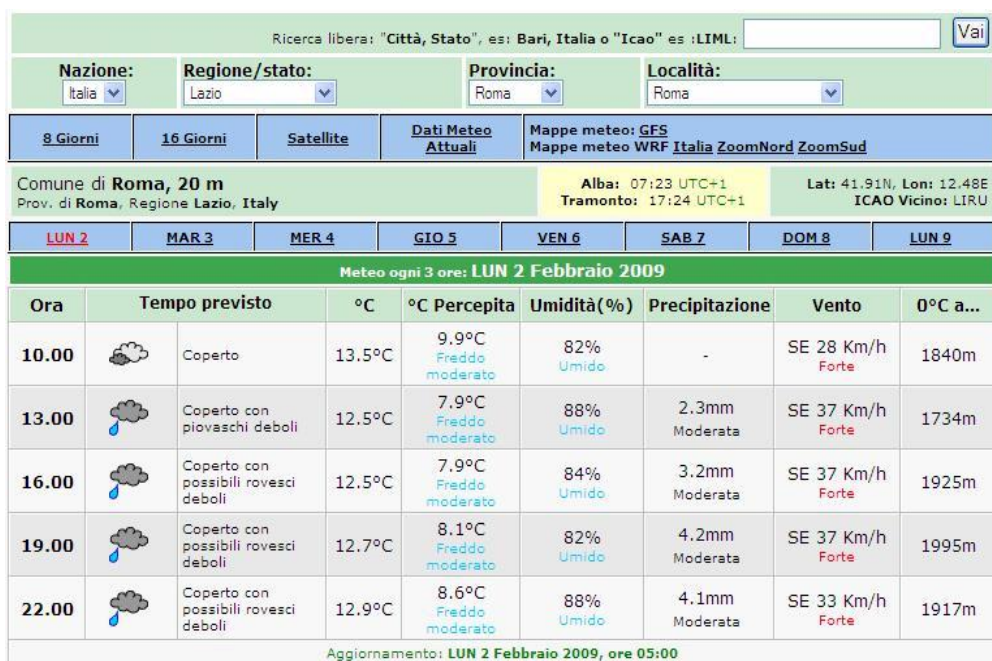 Ricerca libera: "Città, Stato", es: Bari, Italia o "Icao" es :LIML: Vai
Nazione: Regione/stato: Provincia: Località:
Italia Lazio Roma Roma
8 Giorni 16 Giorni Satellite Dati Meteo Attuali Mappe meteo: GFS
Mappe meteo WRF Italia ZoomNord ZoomSud
Comune di Roma, 20 m Alba: 07:23 UTC+1 Lat: 41.91N, Lon: 12.48E
Prov. di Roma, Regione Lazio, Italy Tramonto: 17:24 UTC+1 ICAO Vicino: LIRU
LUN 2 MAR 3 MER 4 GIO 5 VEN 6 SAB 7 DOM 8 LUN 9
Meteo ogni 3 ore: LUN 2 Febbraio 2009
Ora Tempo previsto °C °C Percepita Umidità(%) Precipitazione Vento 0°C a...
10.00 Coperto 13.5°C 9.9°C Freddo moderato 82% Umido - SE 28 Km/h Forte 1840m
13.00 Coperto con piovaschi deboli 12.5°C 7.9°C Freddo moderato 88% Umido 2.3mm Moderata SE 37 Km/h Forte 1734m
16.00 Coperto con possibili rovesci deboli 12.5°C 7.9°C Freddo moderato 84% Umido 3.2mm Moderata SE 37 Km/h Forte 1925m
19.00 Coperto con possibili rovesci deboli 12.7°C 8.1°C Freddo moderato 82% Umido 4.2mm Moderata SE 37 Km/h Forte 1995m
22.00 Coperto con possibili rovesci deboli 12.9°C 8.6°C Freddo moderato 88% Umido 4.1mm Moderata SE 33 Km/h Forte 1917m
Aggiornamento: LUN 2 Febbraio 2009, ore 05:00